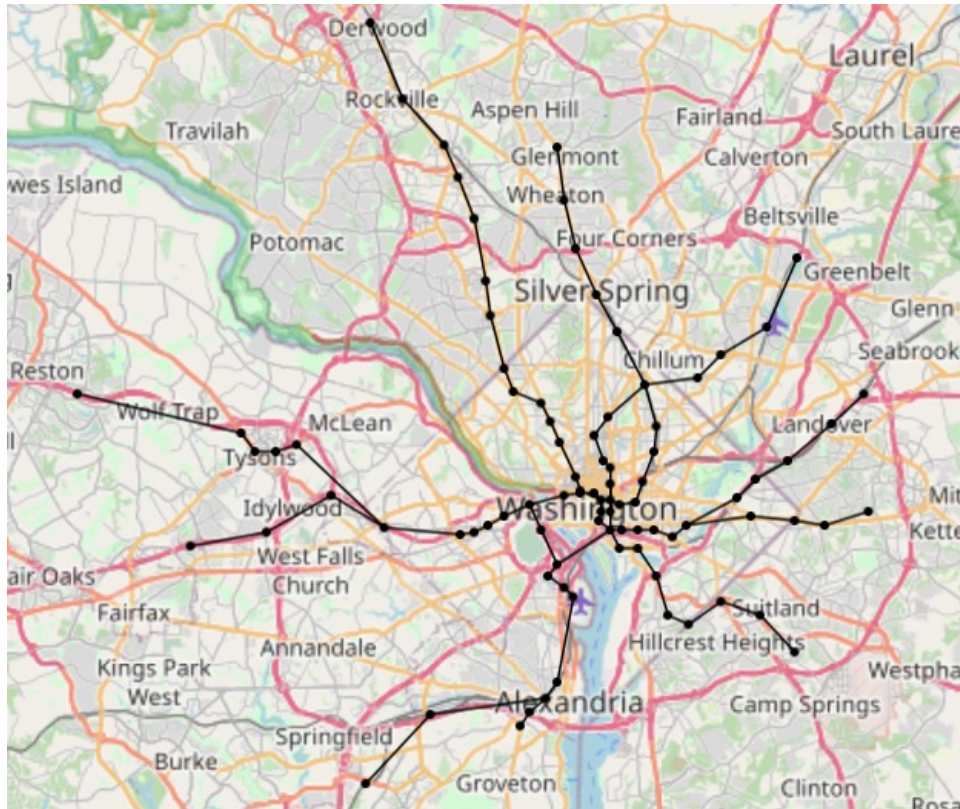 Derwood
Laurel
Rockville
Aspen Hill
Fairland
Travilah
South Laure
Glenmont
Calverton
owes Island
Wheaton
Beltsville
Potomac
Four Corners
Greenbelt
Silver Spring
Glenn
Chillum
Seabrook
Reston
Wolf Trap
McLean
Landover
Tysons
Idylwood
Washington
Mit
Kette
West Falls
Church
air Oaks
Fairfax
Suitland
Annandale
Hillcrest Heights
Kings Park
West
Westpha
Alexandria
Camp Springs
Springfield
Burke
Groveton
Clinton
Rosa